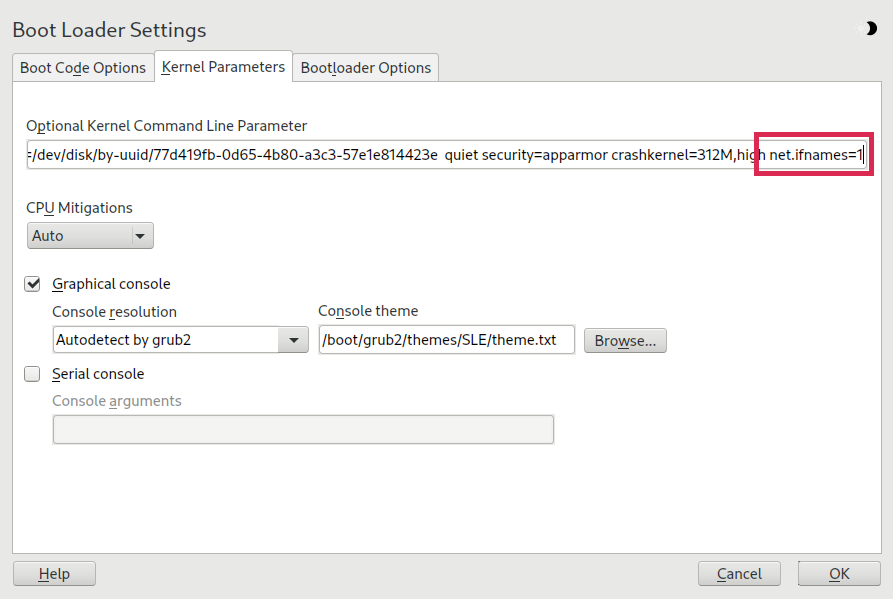 Boot Loader Settings
Boot Code Options Kernel Parameters Bootloader Options
Optional Kernel Command Line Parameter
=/dev/disk/by-uuid/77d419fb-0d65-4b80-a3c3-57e1e814423e  quiet security=apparmor crashkernel=312M,high net.ifnames=1
CPU Mitigations
Auto
Graphical console
Console resolution Console theme
Autodetect by grub2 /boot/grub2/themes/SLE/theme.txt Browse...
Serial console
Console arguments
Help Cancel OK